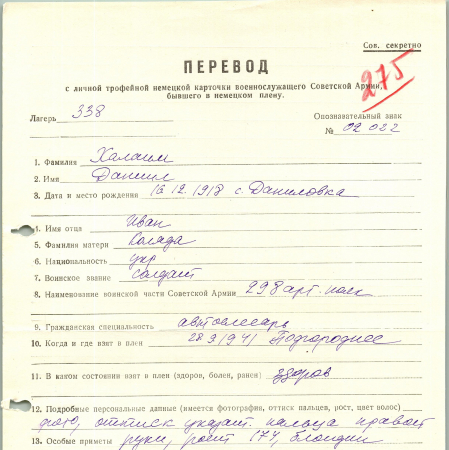 Сов. секретно
ПЕРЕВОД
275
с личной трофейной немецкой карточки военнослужащего Советской Армии,
бывшего в немецком плену.
Лагерь 338
Опознавательный знак
№ 02022
1. Фамилия Халаим
2. Имя Даниил
3. Дата и место рождения 16.12.1917 с. Даниловка
4. Имя отца Иван
5. Фамилия матери Коляда
6. Национальность укр
7. Воинское звание солдат
8. Наименование воинской части Советской Армии 298 арт. полк
9. Гражданская специальность автослесарь
10. Когда и где взят в плен 28.9.1941 Подгороднее
11. В каком состоянии взят в плен (здоров, болен, ранен) здоров
12. Подробные персональные данные (имеется фотография, оттиск пальцев, рост, цвет волос)
фото, оттиск указат. пальца правой
13. Особые приметы руки, рост 174, блондин